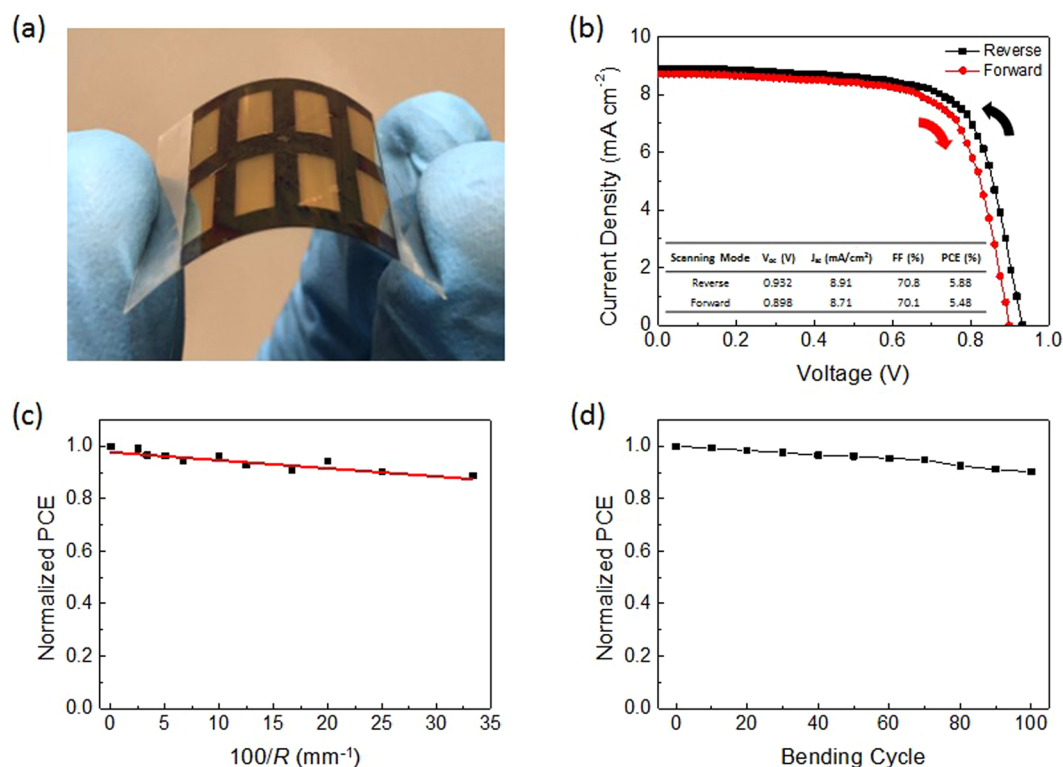 (a)
(b)
10
8
6
4
2
0
Current Density (mA cm⁻²)
Reverse
Forward
Scanning Mode Voc (V) Jsc (mA/cm²) FF (%) PCE (%)
Reverse 0.932 8.91 70.8 5.88
Forward 0.898 8.71 70.1 5.48
0.0 0.2 0.4 0.6 0.8 1.0
Voltage (V)
(c)
1.0
0.8
0.6
0.4
0.2
0.0
Normalized PCE
0 5 10 15 20 25 30 35
100/R (mm⁻¹)
(d)
1.0
0.8
0.6
0.4
0.2
0.0
Normalized PCE
0 20 40 60 80 100
Bending Cycle